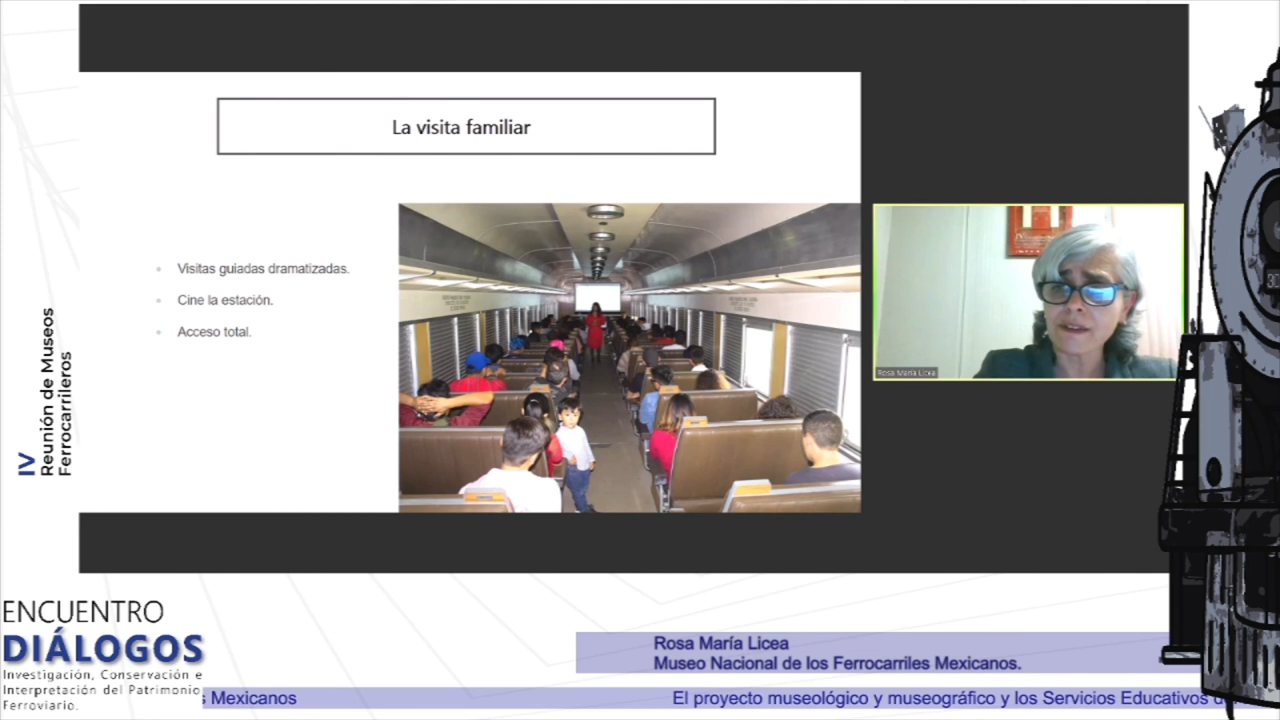 La visita familiar
Visitas guiadas dramatizadas.
Cine la estación.
Acceso total.
Rosa María Licea
IV
Reunión de Museos
Ferrocarrileros
ENCUENTRO
DIÁLOGOS
Investigación, Conservación e
Interpretación del Patrimonio
Ferroviario.
Rosa María Licea
Museo Nacional de los Ferrocarriles Mexicanos.
s Mexicanos
El proyecto museológico y museográfico y los Servicios Educativos